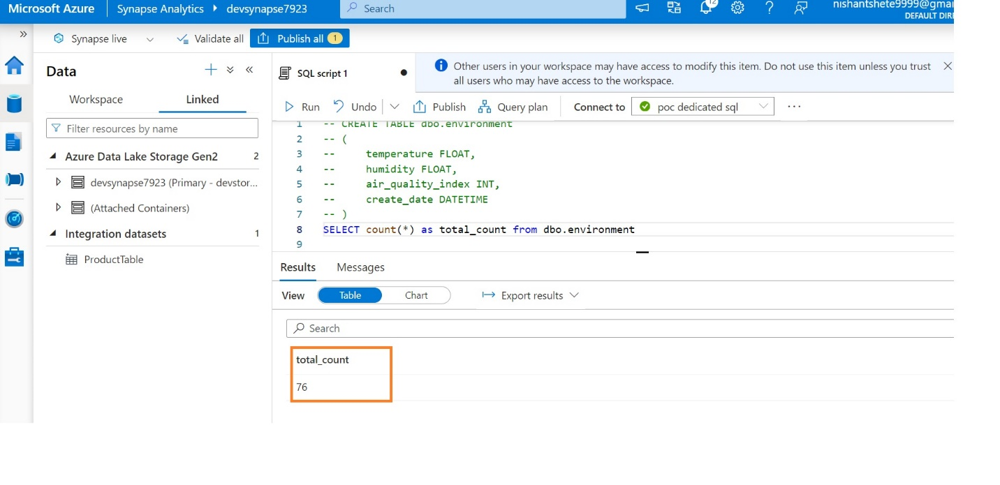 Microsoft Azure Synapse Analytics devsynapse7923 Search 12 nishantshete9999@gmai
DEFAULT DIRE
Synapse live Validate all Publish all 1
Data
Workspace Linked
Filter resources by name
Azure Data Lake Storage Gen2 2
devsynapse7923 (Primary - devstor...
(Attached Containers)
Integration datasets 1
ProductTable
SQL script 1
Other users in your workspace may have access to modify this item. Do not use this item unless you trust
all users who may have access to the workspace.
Run Undo Publish Query plan Connect to poc dedicated sql ...
1 -- CREATE TABLE dbo.environment
2 -- (
3 -- temperature FLOAT,
4 -- humidity FLOAT,
5 -- air_quality_index INT,
6 -- create_date DATETIME
7 -- )
8 SELECT count(*) as total_count from dbo.environment
9
Results Messages
View Table Chart Export results
Search
total_count
76